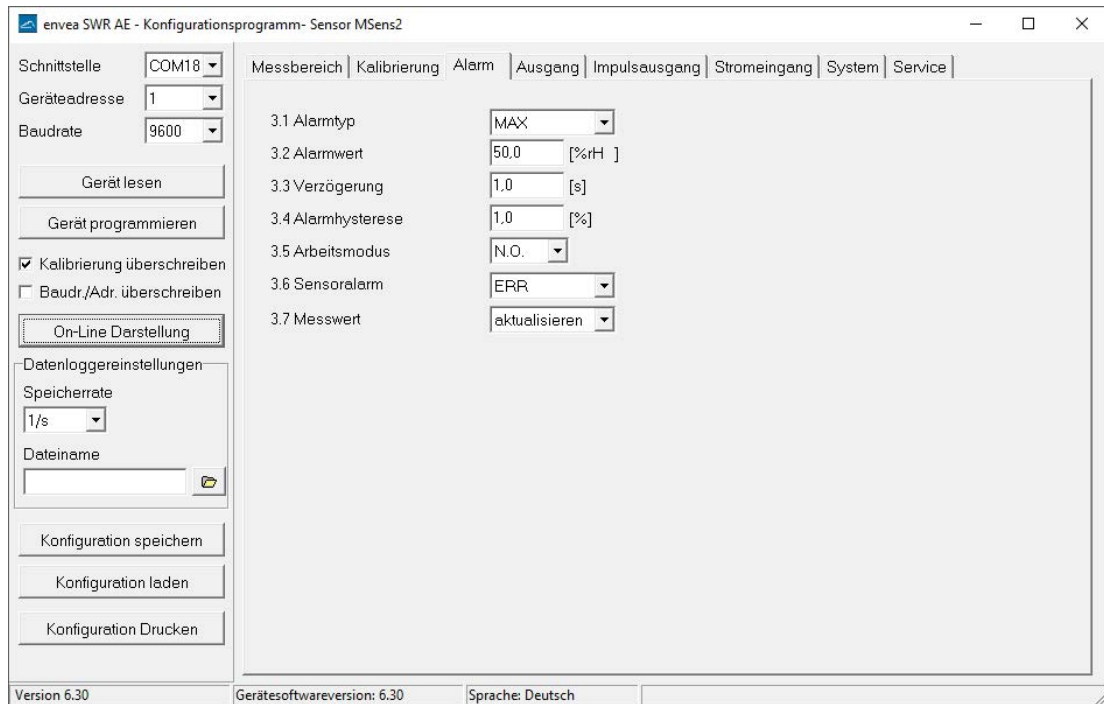 envea SWR AE - Konfigurationsprogramm- Sensor MSens2
Schnittstelle COM18
Geräteadresse 1
Baudrate 9600
Gerät lesen
Gerät programmieren
Kalibrierung überschreiben
Baudr./Adr. überschreiben
On-Line Darstellung
Datenloggereinstellungen
Speicherrate
1/s
Dateiname
Konfiguration speichern
Konfiguration laden
Konfiguration Drucken
Messbereich Kalibrierung Alarm Ausgang Impulsausgang Stromeingang System Service
3.1 Alarmtyp MAX
3.2 Alarmwert 50,0 [%rH ]
3.3 Verzögerung 1,0 [s]
3.4 Alarmhysterese 1,0 [%]
3.5 Arbeitsmodus N.O.
3.6 Sensoralarm ERR
3.7 Messwert aktualisieren
Version 6.30 Gerätesoftwareversion: 6.30 Sprache: Deutsch